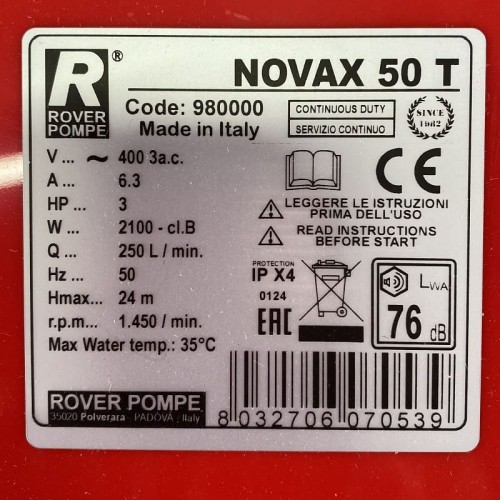 R®
ROVER
POMPE
NOVAX 50 T
Code: 980000
Made in Italy
CONTINUOUS DUTY
SERVIZIO CONTINUO
SINCE
1982
V ... ~ 400 3a.c.
A ... 6.3
HP ... 3
W ... 2100 - cl.B
Q ... 250 L / min.
Hz ... 50
Hmax... 24 m
r.p.m... 1.450 / min.
Max Water temp.: 35°C
CE
LEGGERE LE ISTRUZIONI
PRIMA DELL'USO
READ INSTRUCTIONS
BEFORE START
PROTECTION
IP X4
0124
EAC
LWA
76 dB
ROVER POMPE
35020 Polverara - PADOVA - Italy
8 032706 070539